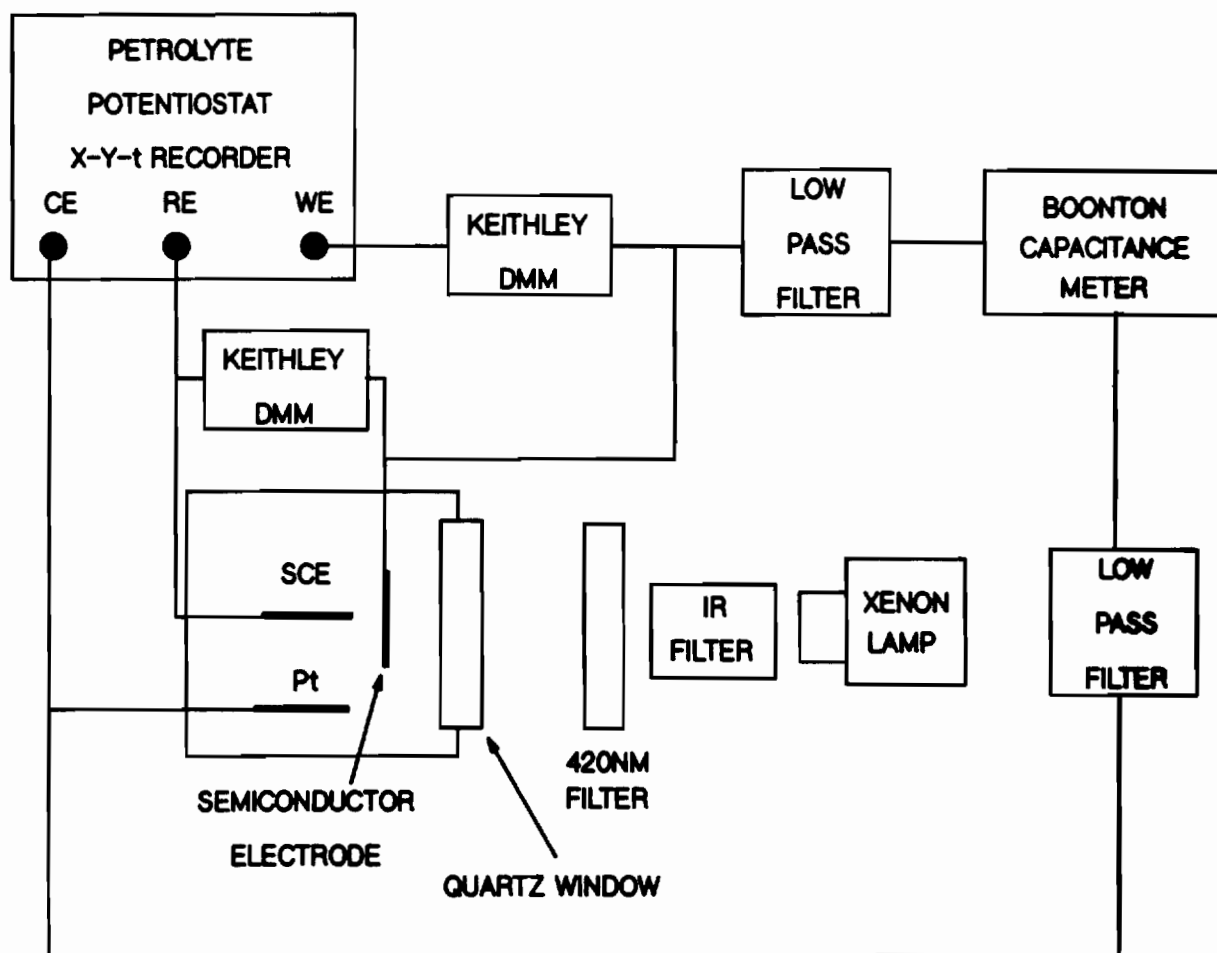 PETROLYTE
POTENTIOSTAT
X-Y-t RECORDER
CE RE WE
KEITHLEY
DMM
LOW
PASS
FILTER
BOONTON
CAPACITANCE
METER
KEITHLEY
DMM
SCE
Pt
IR
FILTER
XENON
LAMP
LOW
PASS
FILTER
420NM
FILTER
SEMICONDUCTOR
ELECTRODE
QUARTZ WINDOW